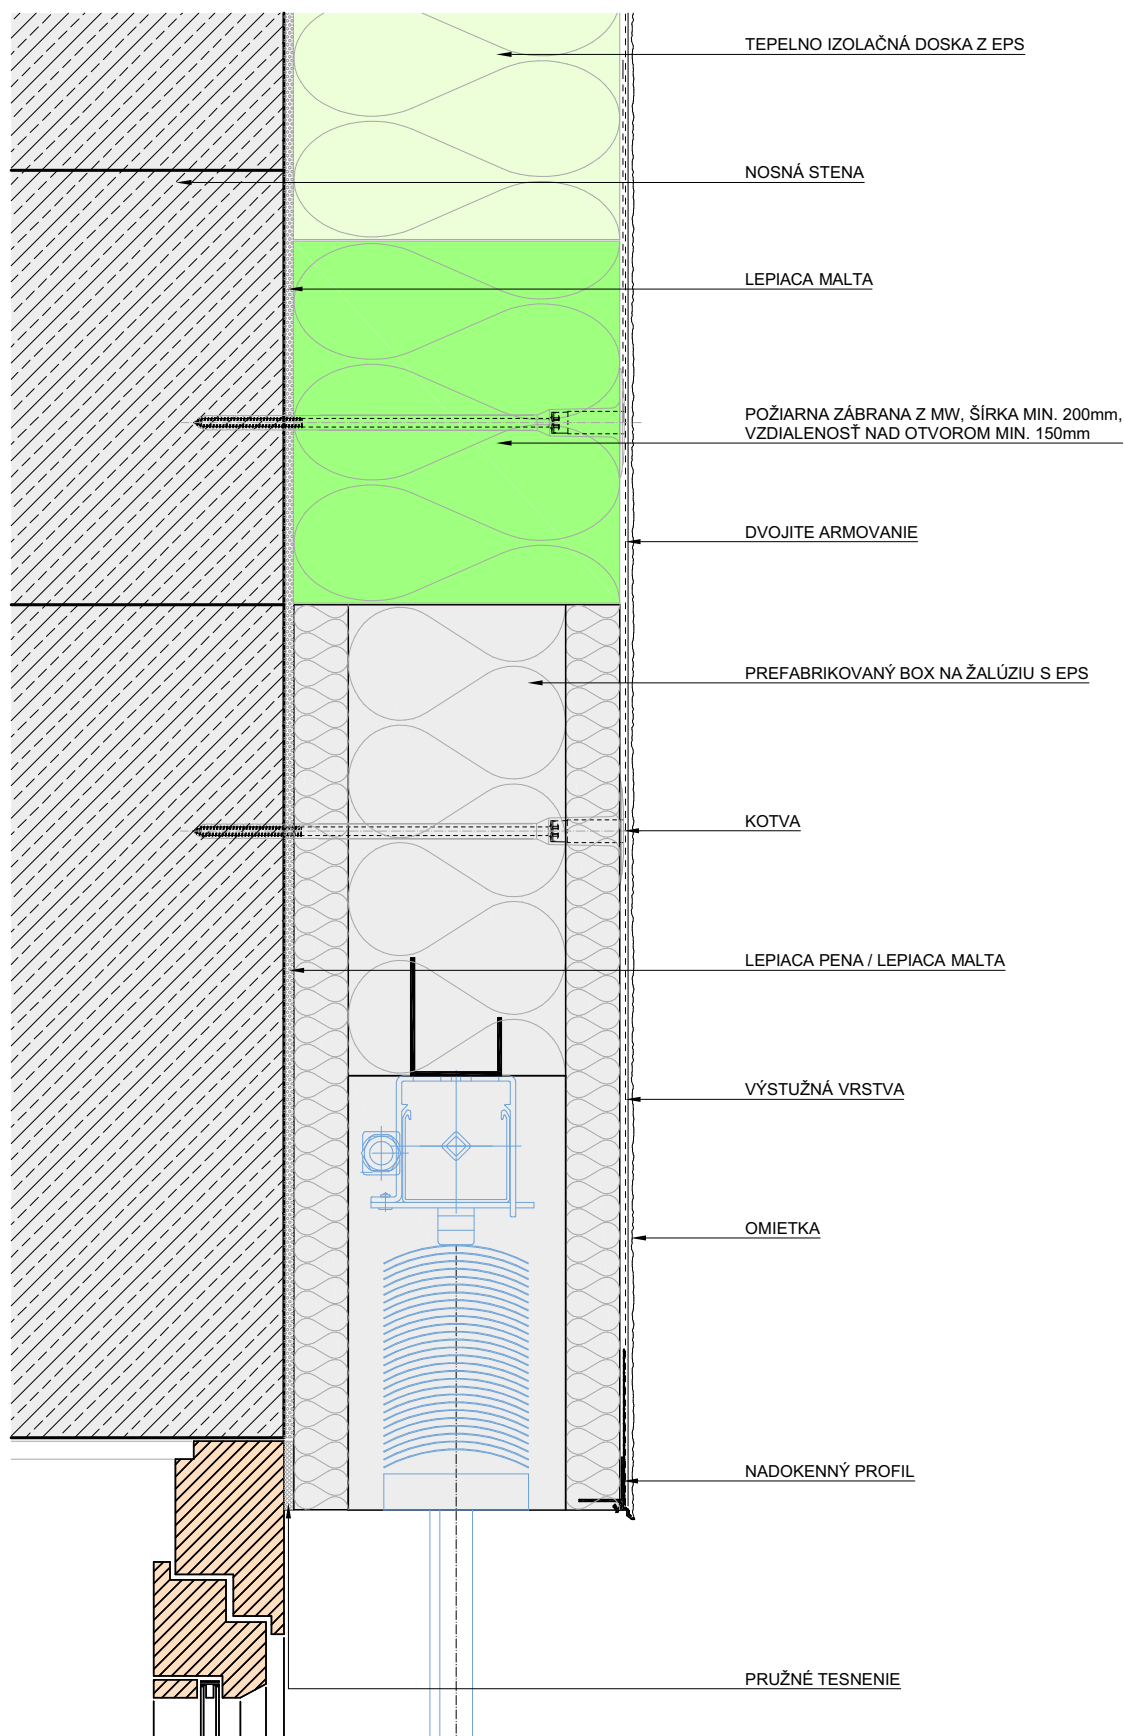 TEPELNO IZOLAČNÁ DOSKA Z EPS
NOSNÁ STENA
LEPIACA MALTA
POŽIARNA ZÁBRANA Z MW, ŠÍRKA MIN. 200mm,
VZDIALENOSŤ NAD OTVOROM MIN. 150mm
DVOJITE ARMOVANIE
PREFABRIKOVANÝ BOX NA ŽALÚZIU S EPS
KOTVA
LEPIACA PENA / LEPIACA MALTA
VÝSTUŽNÁ VRSTVA
OMIETKA
NADOKENNÝ PROFIL
PRUŽNÉ TESNENIE